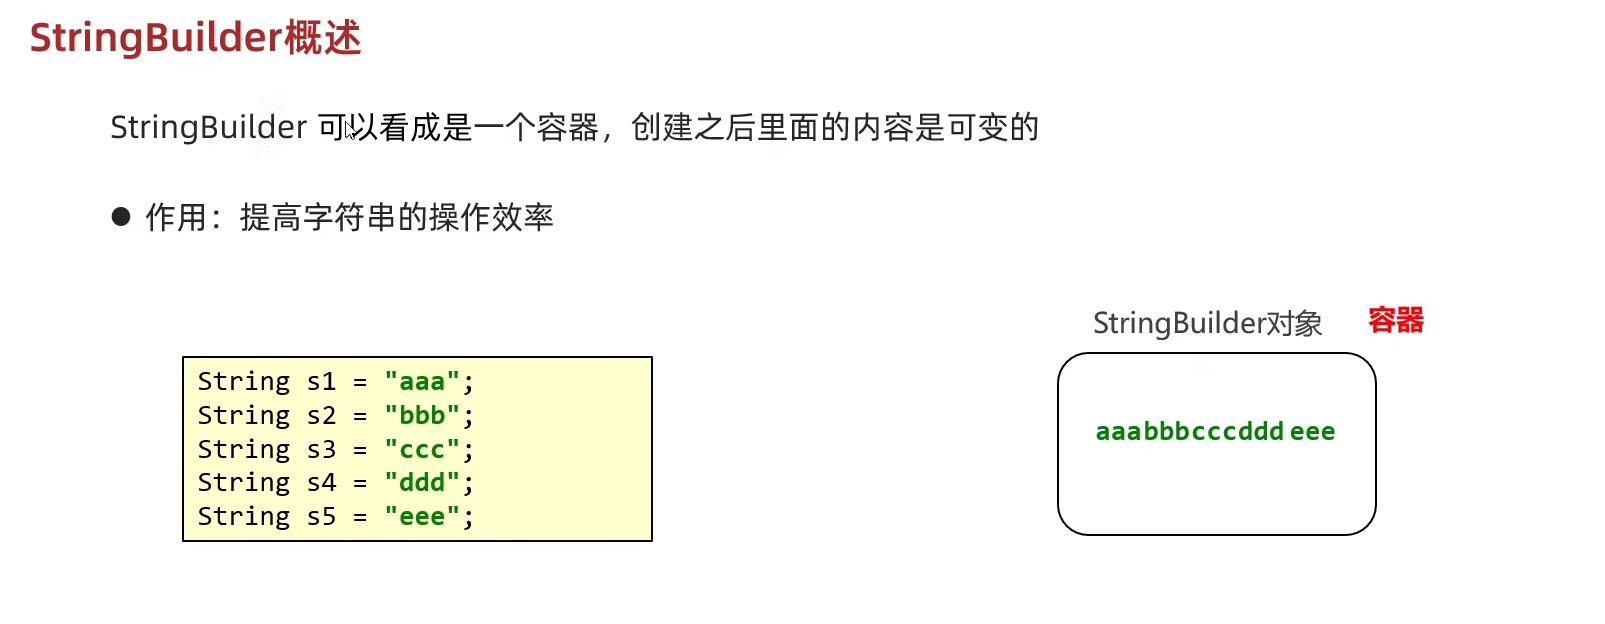 StringBuilder概述
StringBuilder 可以看成是一个容器，创建之后里面的内容是可变的
● 作用：提高字符串的操作效率
StringBuilder对象 容器
String s1 = "aaa";
String s2 = "bbb";
String s3 = "ccc";
String s4 = "ddd";
String s5 = "eee";
aaabbbcccddd eee